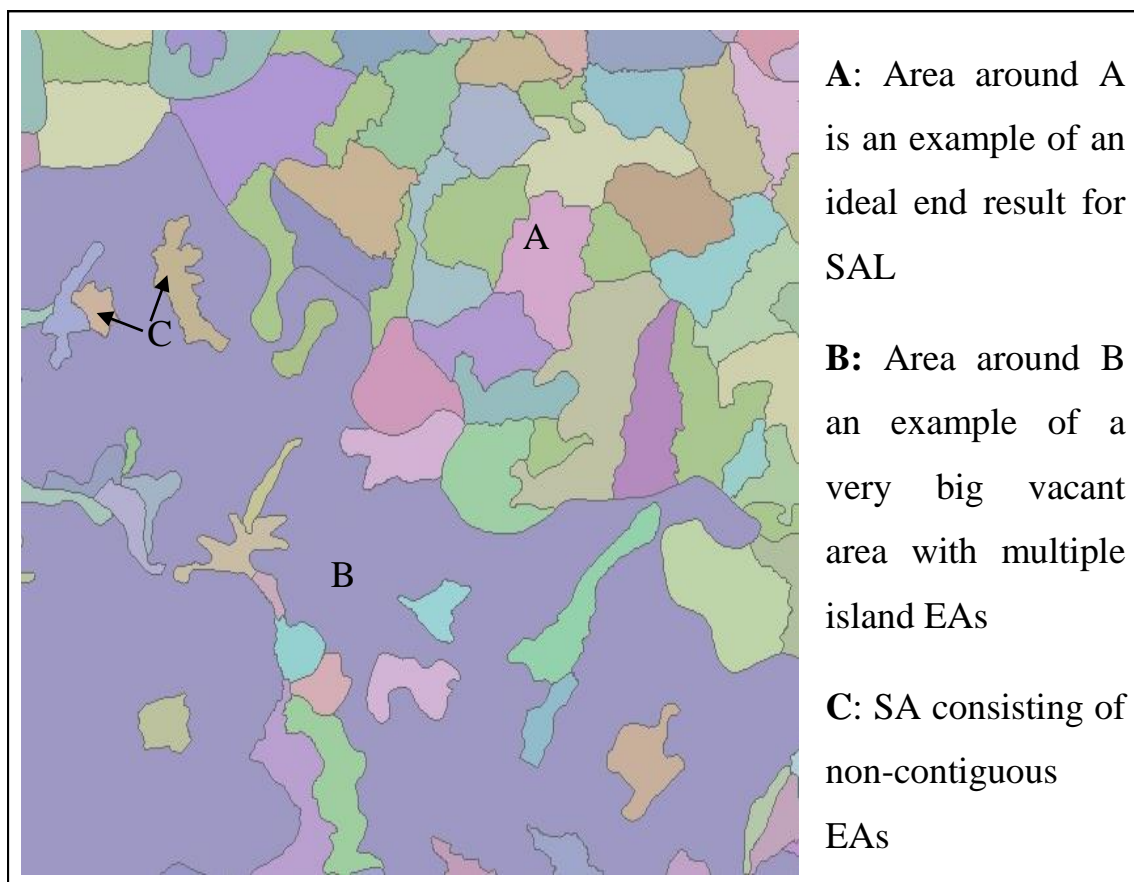 A
C
B
A: Area around A
is an example of an
ideal end result for
SAL
B: Area around B
an example of a
very big vacant
area with multiple
island EAs
C: SA consisting of
non-contiguous
EAs